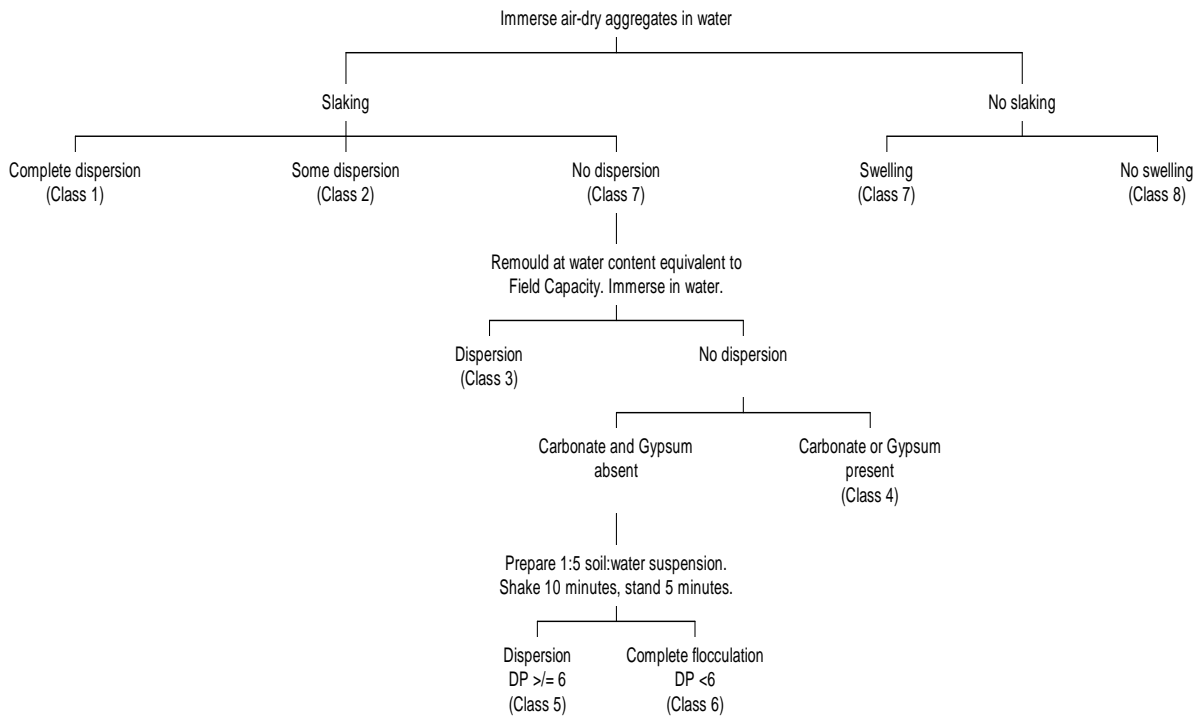 Immerse air-dry aggregates in water
Slaking
No slaking
Complete dispersion
(Class 1)
Some dispersion
(Class 2)
No dispersion
(Class 7)
Swelling
(Class 7)
No swelling
(Class 8)
Remould at water content equivalent to
Field Capacity. Immerse in water.
Dispersion
(Class 3)
No dispersion
Carbonate and Gypsum
absent
Carbonate or Gypsum
present
(Class 4)
Prepare 1:5 soil:water suspension.
Shake 10 minutes, stand 5 minutes.
Dispersion
DP >/= 6
(Class 5)
Complete flocculation
DP <6
(Class 6)